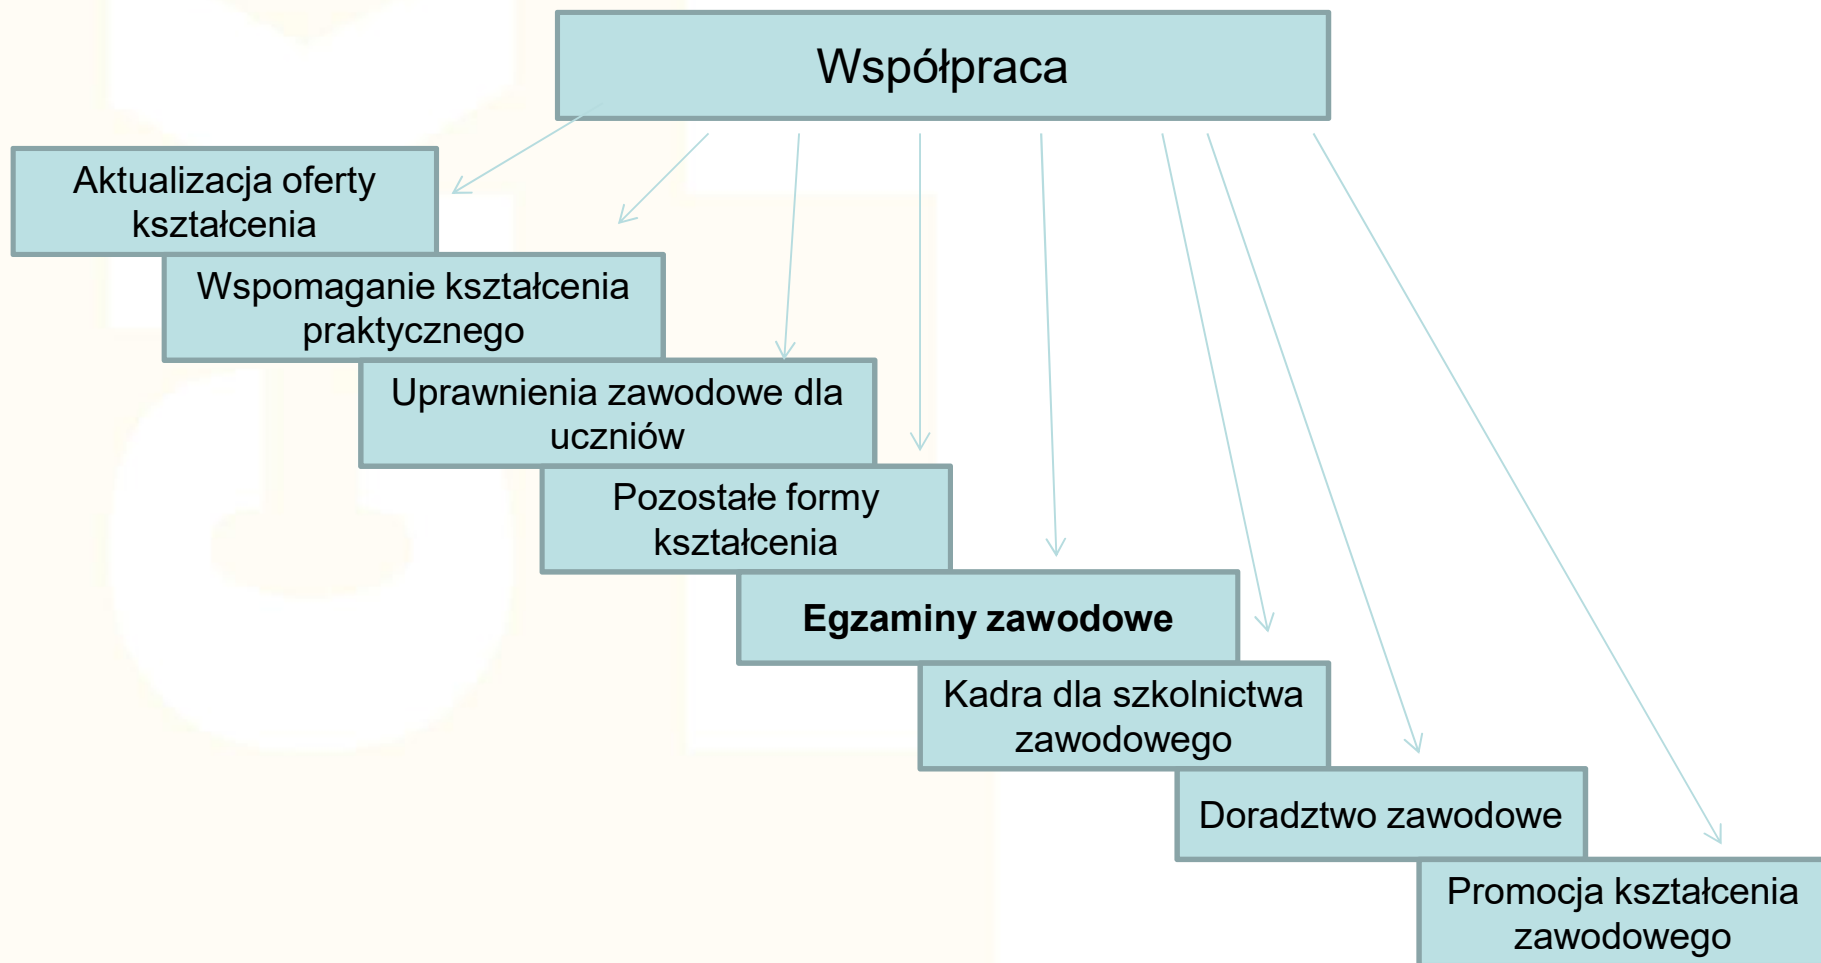 Współpraca
Aktualizacja oferty
kształcenia
Wspomaganie kształcenia
praktycznego
Uprawnienia zawodowe dla
uczniów
Pozostałe formy
kształcenia
Egzaminy zawodowe
Kadra dla szkolnictwa
zawodowego
Doradztwo zawodowe
Promocja kształcenia
zawodowego